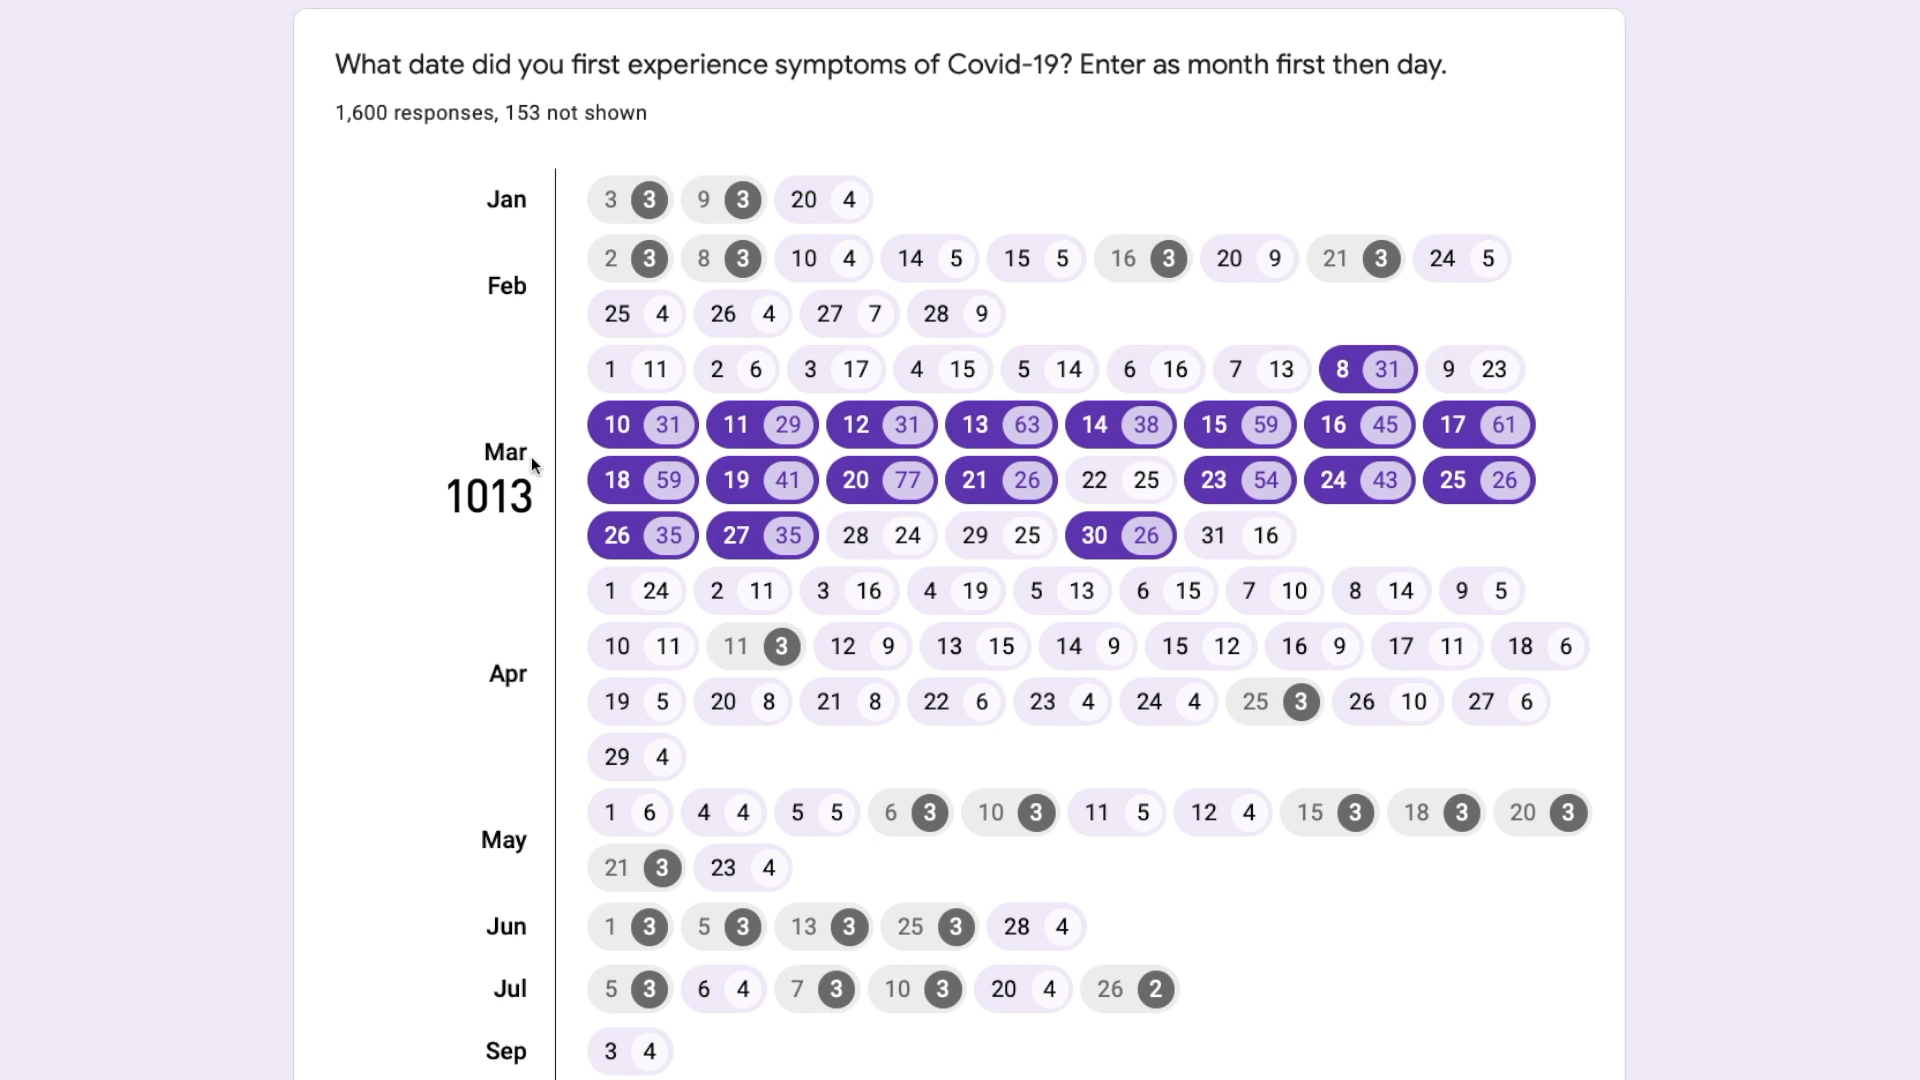 What date did you first experience symptoms of Covid-19? Enter as month first then day.
1,600 responses, 153 not shown
Jan
3 3 9 3 20 4
Feb
2 3 8 3 10 4 14 5 15 5 16 3 20 9 21 3 24 5
25 4 26 4 27 7 28 9
Mar
1013
1 11 2 6 3 17 4 15 5 14 6 16 7 13 8 31 9 23
10 31 11 29 12 31 13 63 14 38 15 59 16 45 17 61
18 59 19 41 20 77 21 26 22 25 23 54 24 43 25 26
26 35 27 35 28 24 29 25 30 26 31 16
Apr
1 24 2 11 3 16 4 19 5 13 6 15 7 10 8 14 9 5
10 11 11 3 12 9 13 15 14 9 15 12 16 9 17 11 18 6
19 5 20 8 21 8 22 6 23 4 24 4 25 3 26 10 27 6
29 4
May
1 6 4 4 5 5 6 3 10 3 11 5 12 4 15 3 18 3 20 3
21 3 23 4
Jun
1 3 5 3 13 3 25 3 28 4
Jul
5 3 6 4 7 3 10 3 20 4 26 2
Sep
3 4